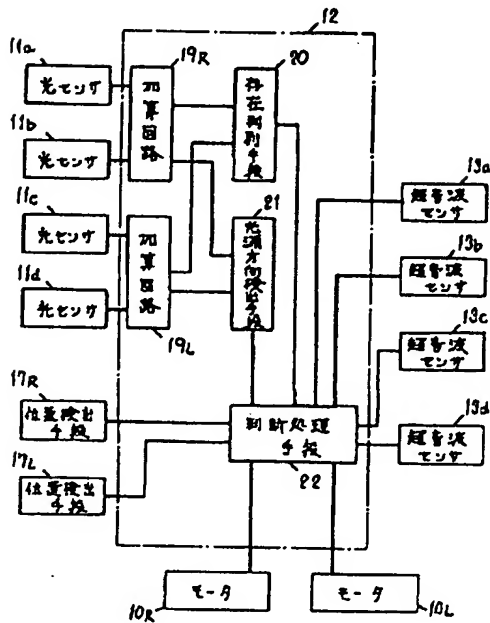 12
11a
光センサ
19R
加算回路
20
存在判別手段
11b
光センサ
11c
光センサ
11d
光センサ
加算回路
19L
21
光源方向検出手段
13a
超音波センサ
13b
超音波センサ
13c
超音波センサ
13d
超音波センサ
17R
位置検出手段
17L
位置検出手段
判断処理手段
22
モータ
10R
モータ
10L